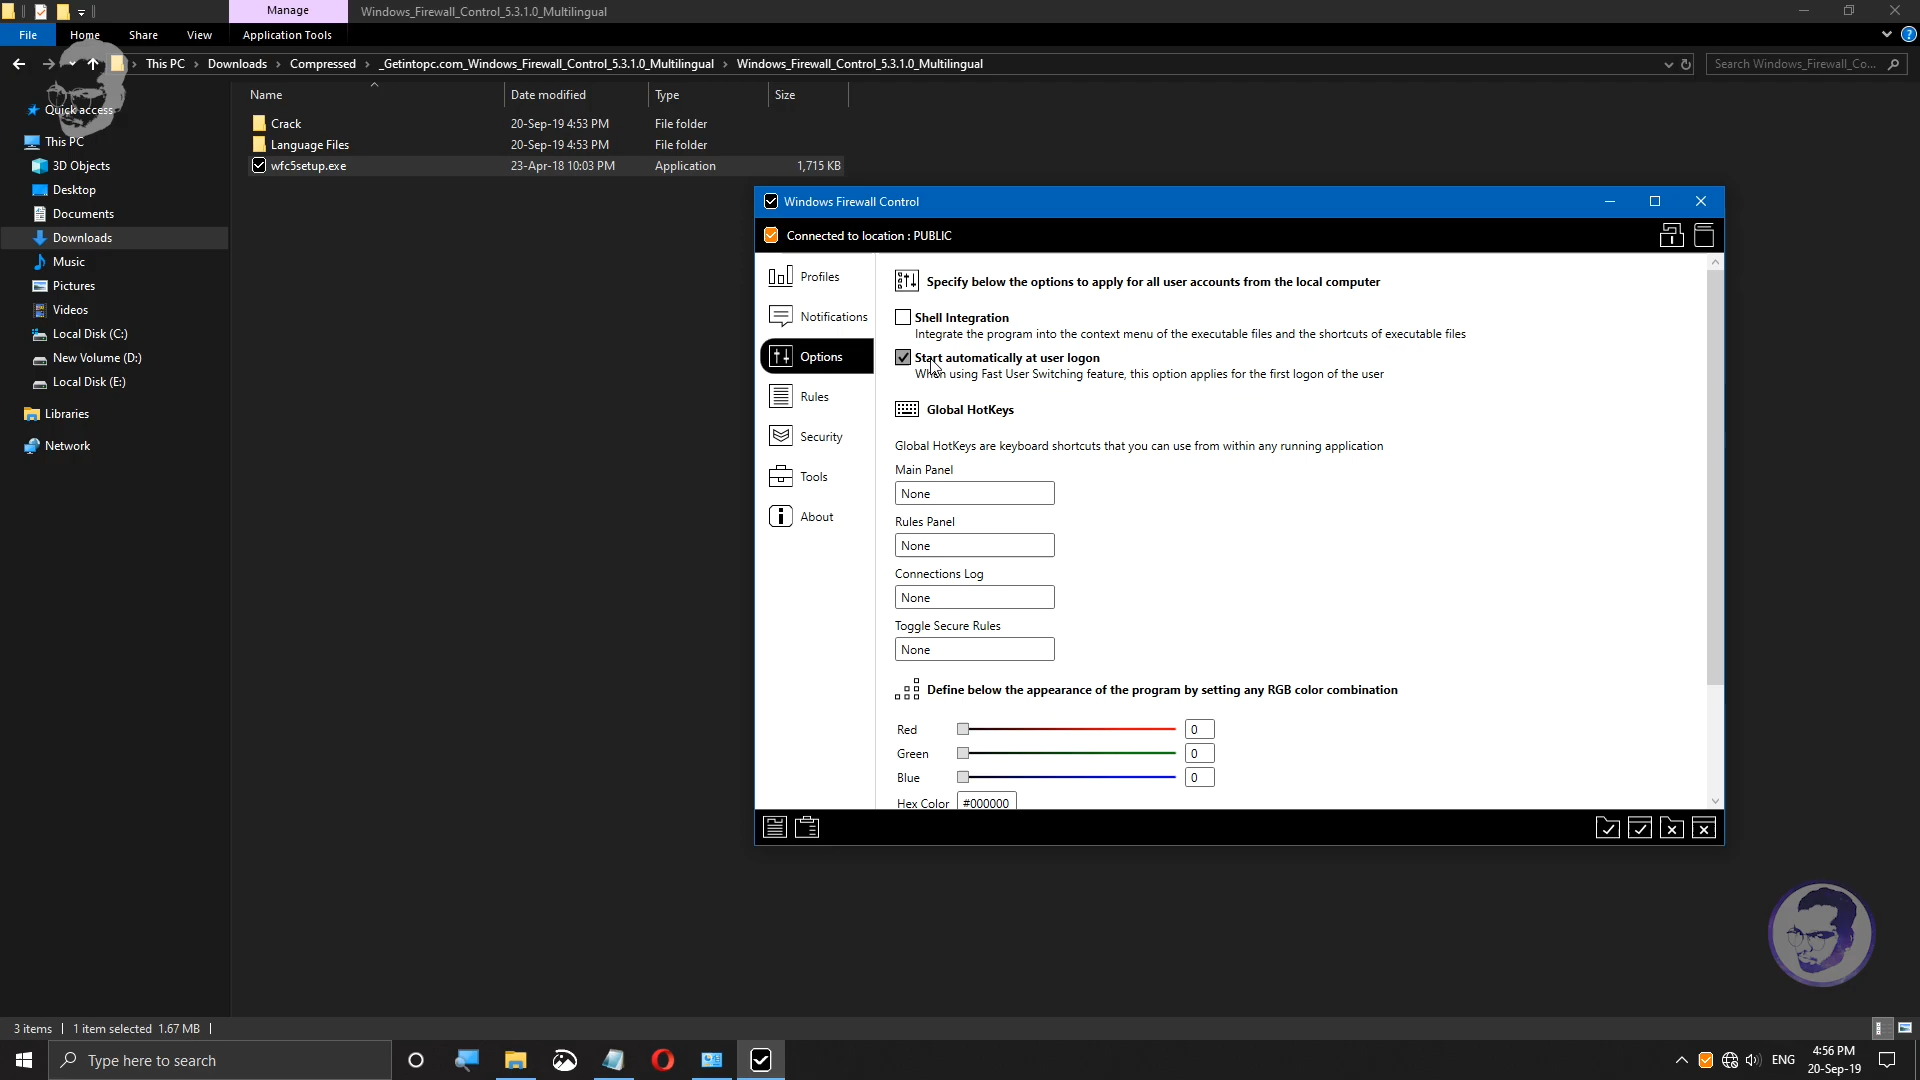 Manage
Windows_Firewall_Control_5.3.1.0_Multilingual
File
Home
Share
View
Application Tools
This PC
Downloads
Compressed
_Getintopc.com_Windows_Firewall_Control_5.3.1.0_Multilingual
Windows_Firewall_Control_5.3.1.0_Multilingual
Search Windows_Firewall_Co...
Name
Date modified
Type
Size
Crack
20-Sep-19 4:53 PM
File folder
Language Files
20-Sep-19 4:53 PM
File folder
wfc5setup.exe
23-Apr-18 10:03 PM
Application
1,715 KB
Quick access
This PC
3D Objects
Desktop
Documents
Downloads
Music
Pictures
Videos
Local Disk (C:)
New Volume (D:)
Local Disk (E:)
Libraries
Network
Windows Firewall Control
Connected to location : PUBLIC
Profiles
Notifications
Options
Rules
Security
Tools
About
Specify below the options to apply for all user accounts from the local computer
Shell Integration
Integrate the program into the context menu of the executable files and the shortcuts of executable files
Start automatically at user logon
When using Fast User Switching feature, this option applies for the first logon of the user
Global HotKeys
Global HotKeys are keyboard shortcuts that you can use from within any running application
Main Panel
None
Rules Panel
None
Connections Log
None
Toggle Secure Rules
None
Define below the appearance of the program by setting any RGB color combination
Red
0
Green
0
Blue
0
Hex Color
#000000
3 items
1 item selected 1.67 MB
Type here to search
ENG
4:56 PM
20-Sep-19